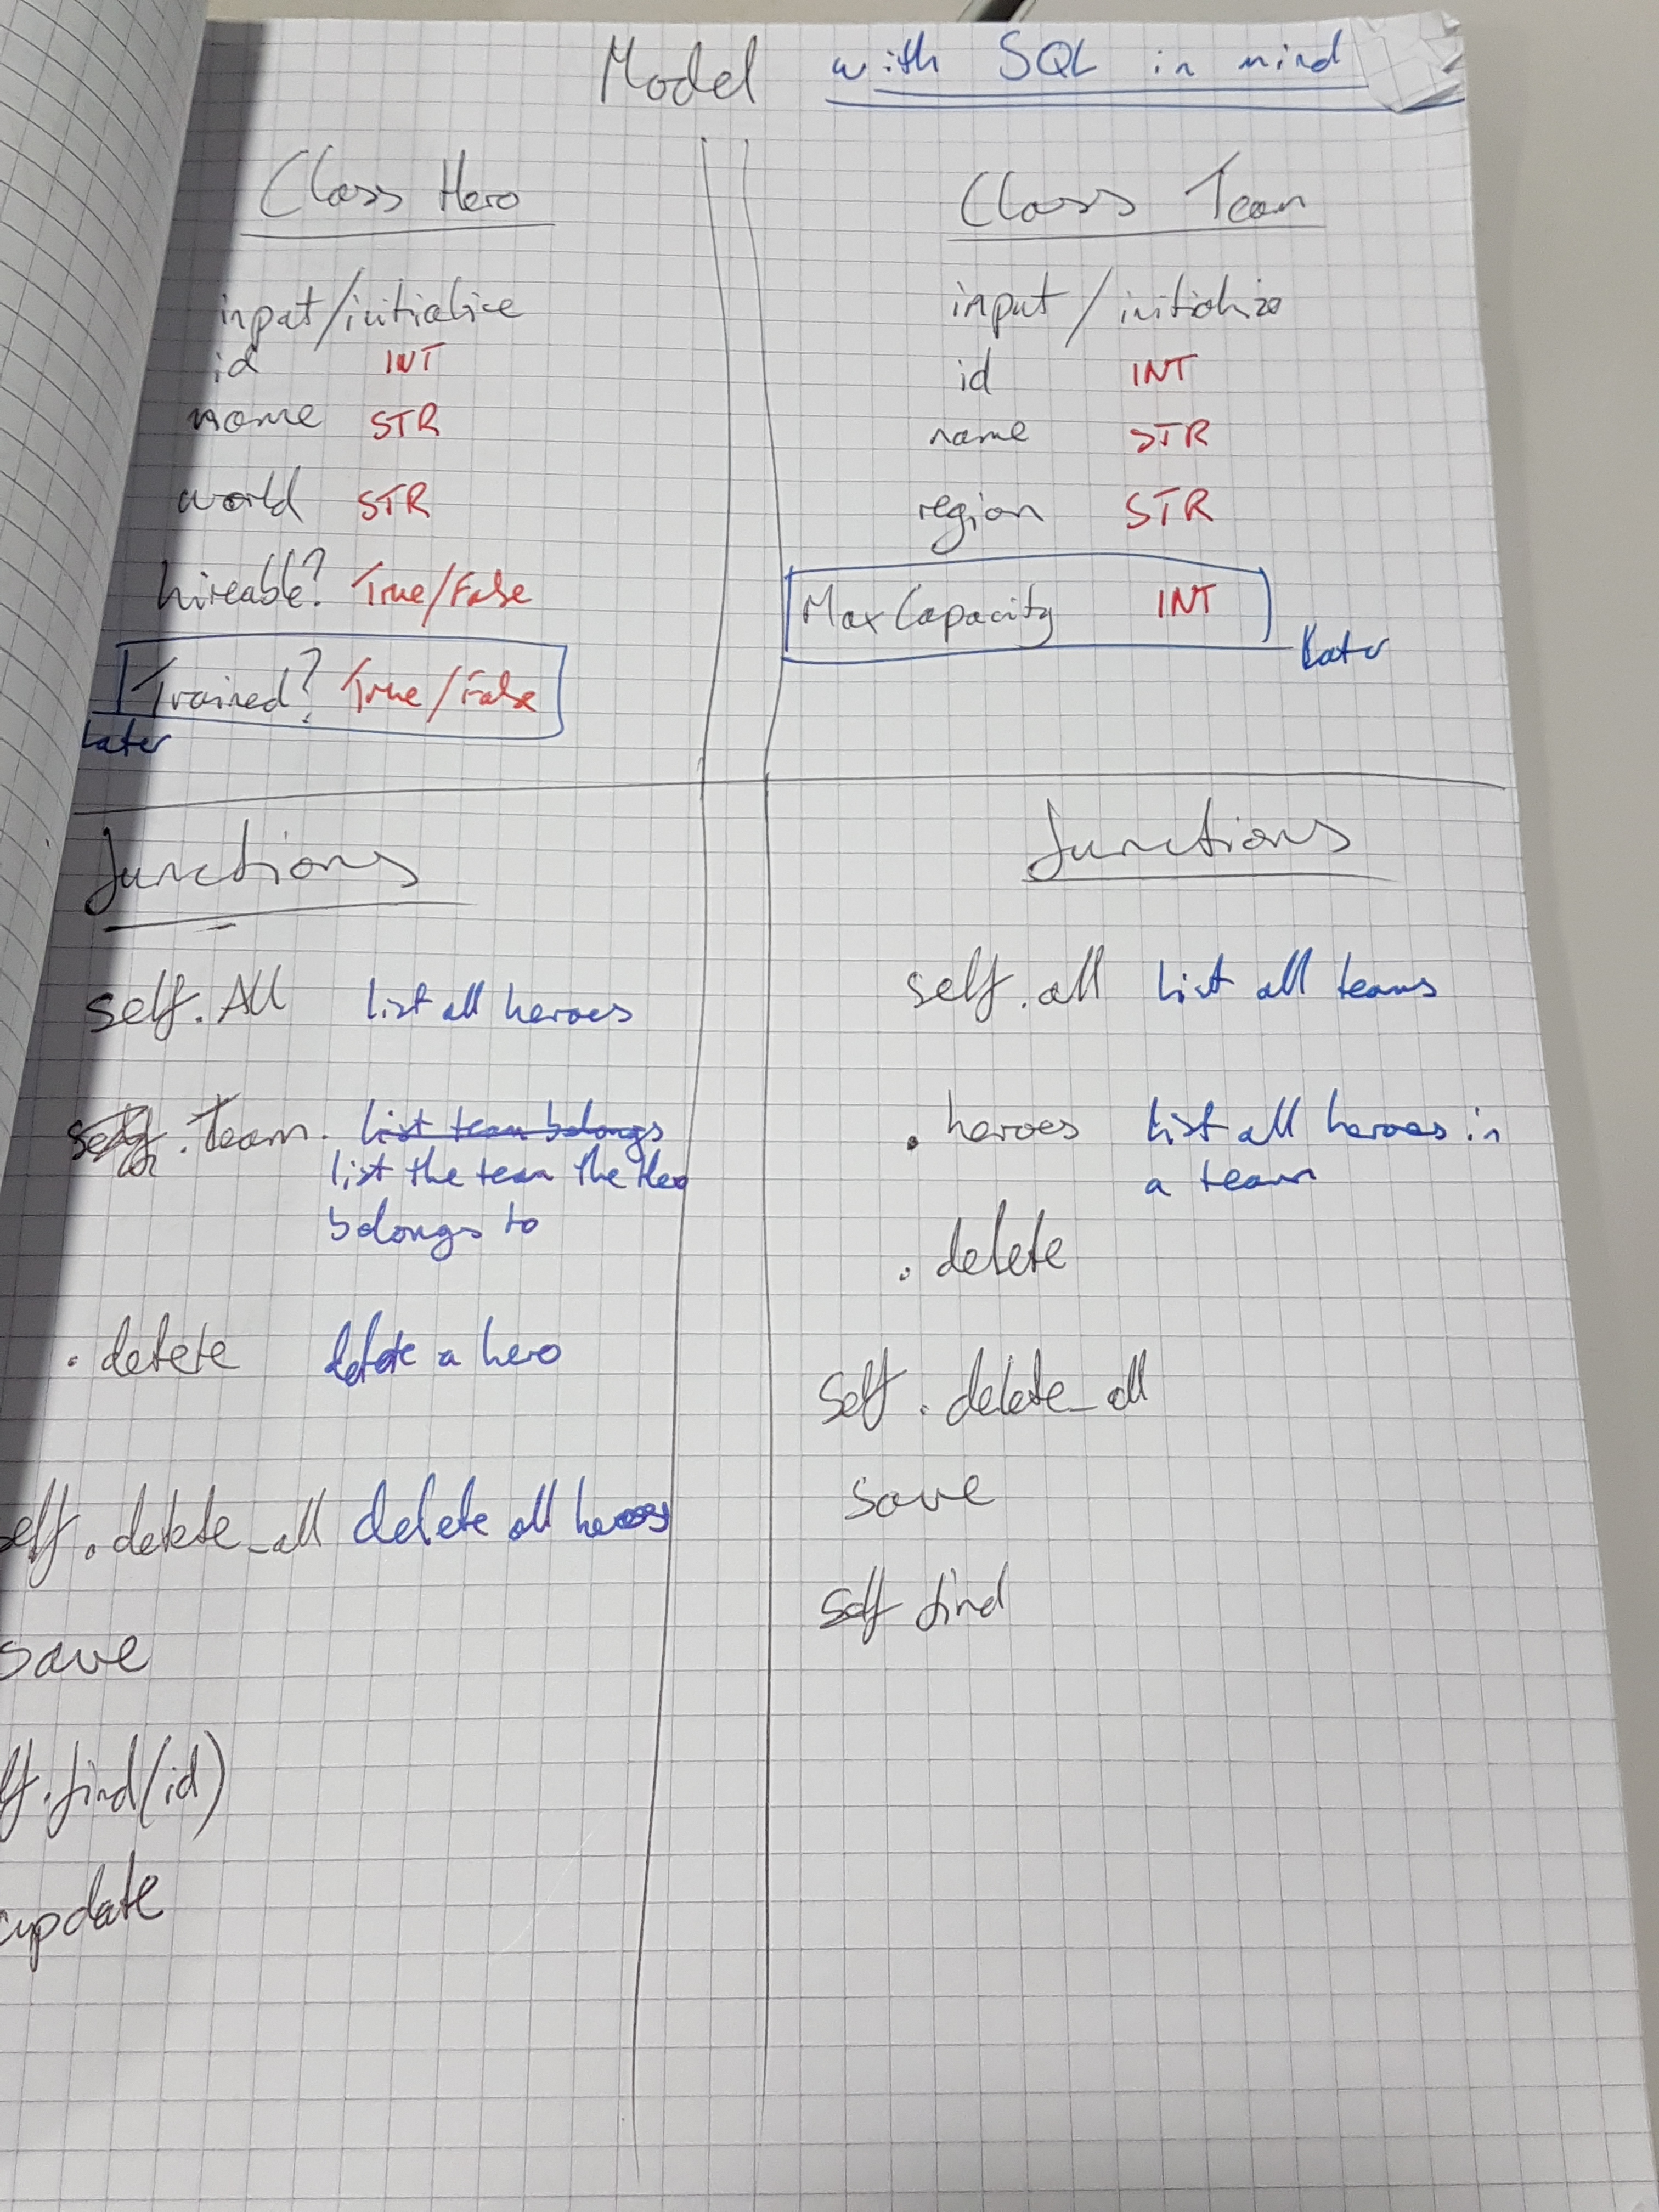 Model with SQL in mind
Class Hero
input/initialize
id INT
name STR
world STR
hireable? True/False
Trained? True/False
Later
functions
self.All list all heroes
.Team. list team belongs
list the team the Hero
belongs to
. delete delete a hero
self.delete_all delete all heroes
save
lf.find(id)
update
Class Team
input/initialize
id INT
name STR
region STR
Max Capacity INT
Later
functions
self.all list all teams
. heroes list all heroes in
a team
. delete
self.delete_all
save
self find